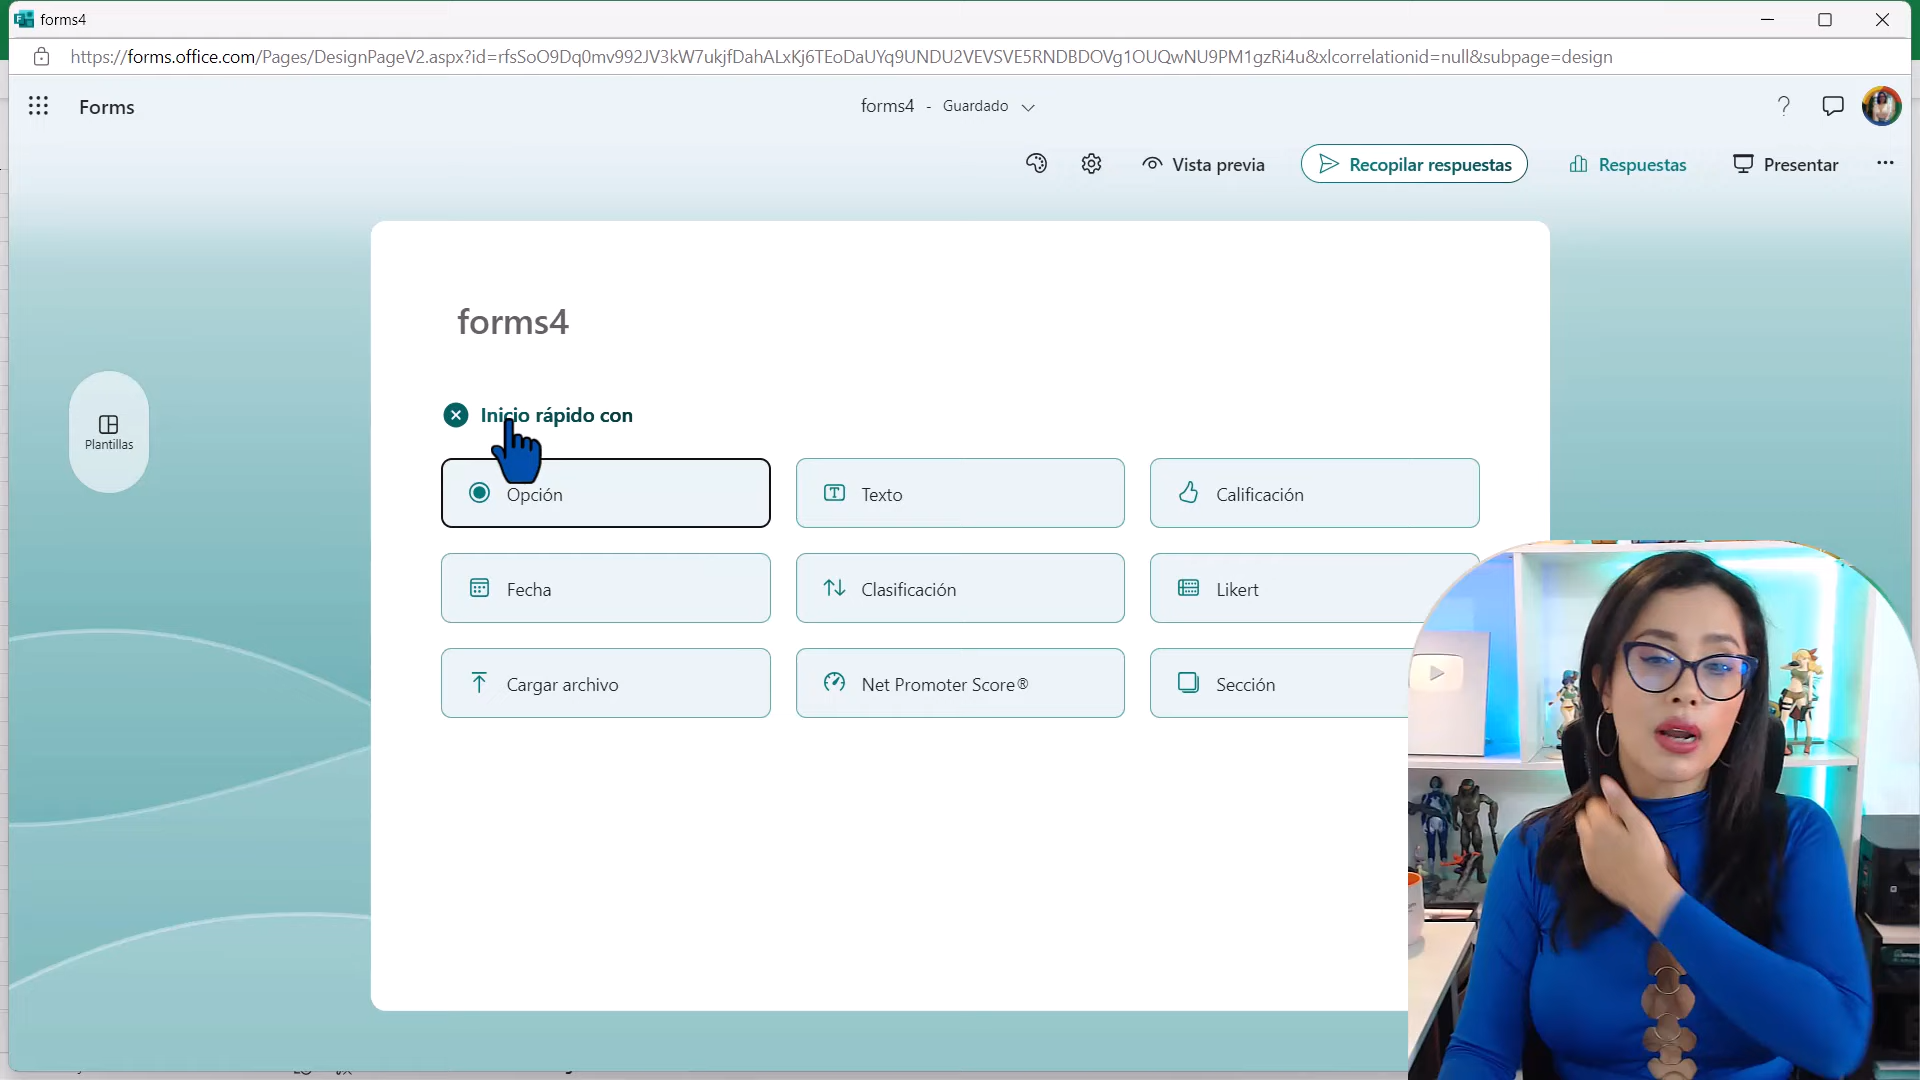 forms4
https://forms.office.com/Pages/DesignPageV2.aspx?id=rfsSoO9Dq0mv992JV3kW7ukjfDahALxKj6TEoDaUYq9UNDU2VEVSVE5RNDBDOVg1OUQwNU9PM1gzRi4u&xlcorrelationid=null&subpage=design
Forms
forms4 - Guardado
Vista previa
Recopilar respuestas
Respuestas
Presentar
forms4
Plantillas
Inicio rápido con
Opción
Texto
Calificación
Fecha
Clasificación
Likert
Cargar archivo
Net Promoter Score®
Sección